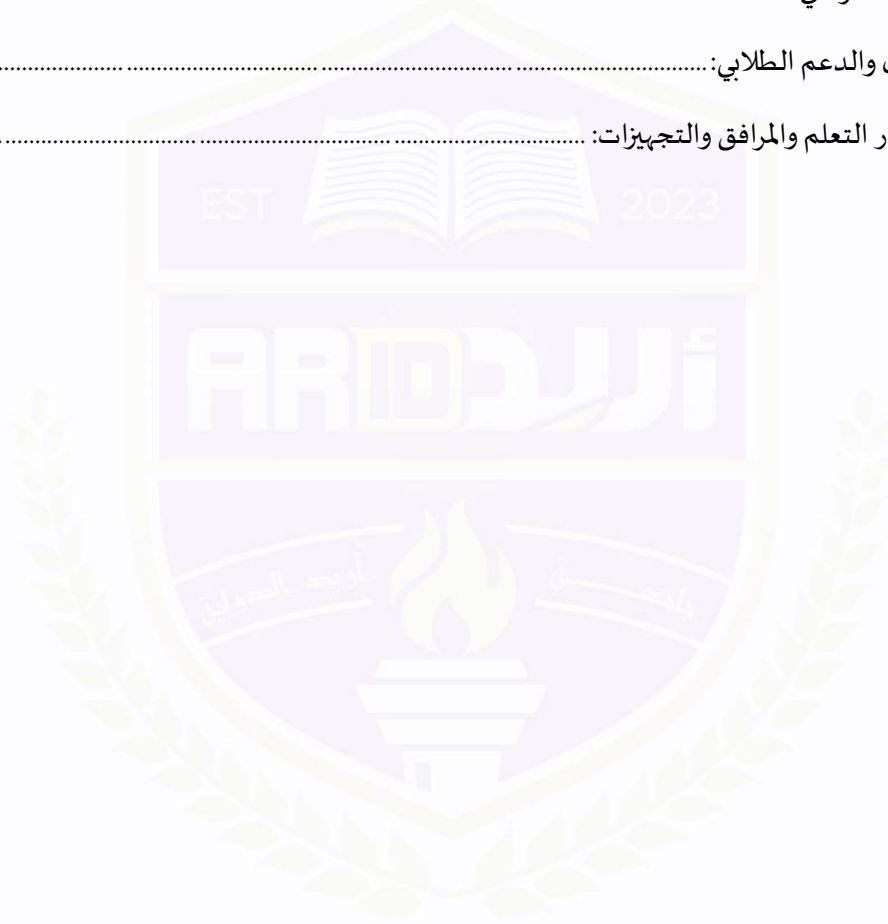 والدعم الطلابي: ........................................................................
التعلم والمرافق والتجهيزات: ........................................................................
EST 2023
ARID أريد
جامعة أريد الدولية